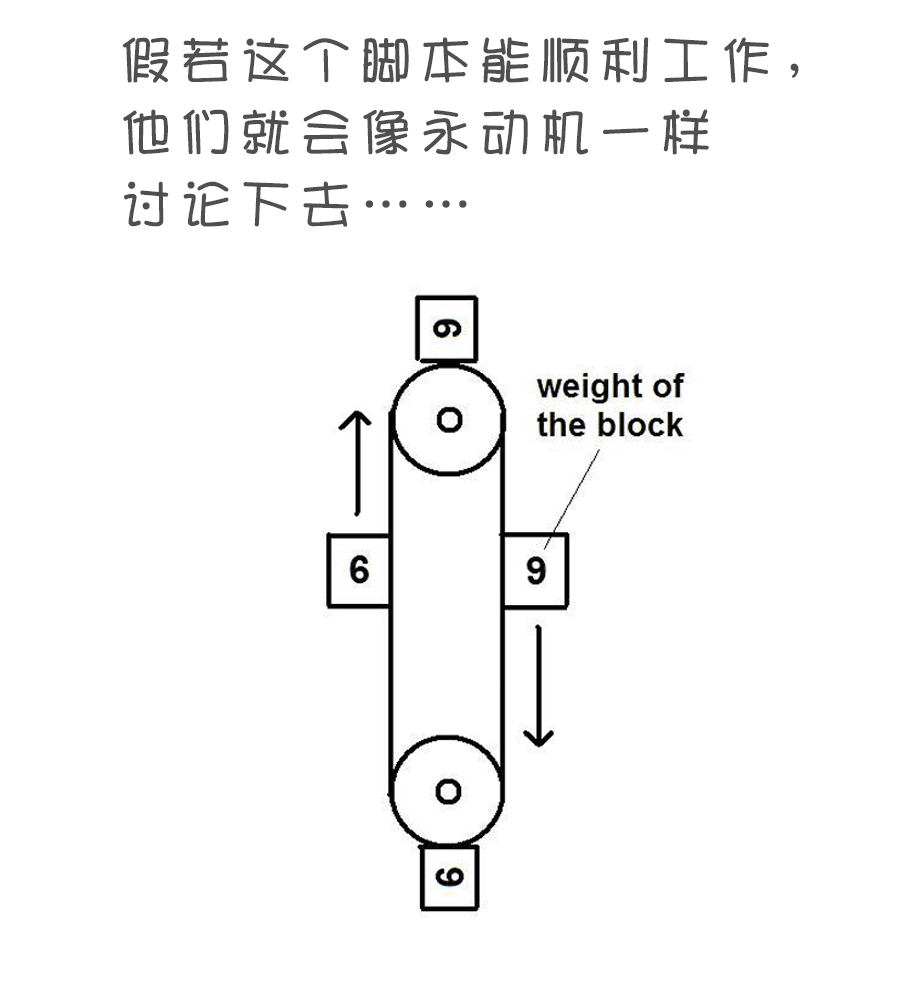 假若这个脚本能顺利工作，
他们就会像永动机一样
讨论下去……
9
weight of
the block
6
9
6